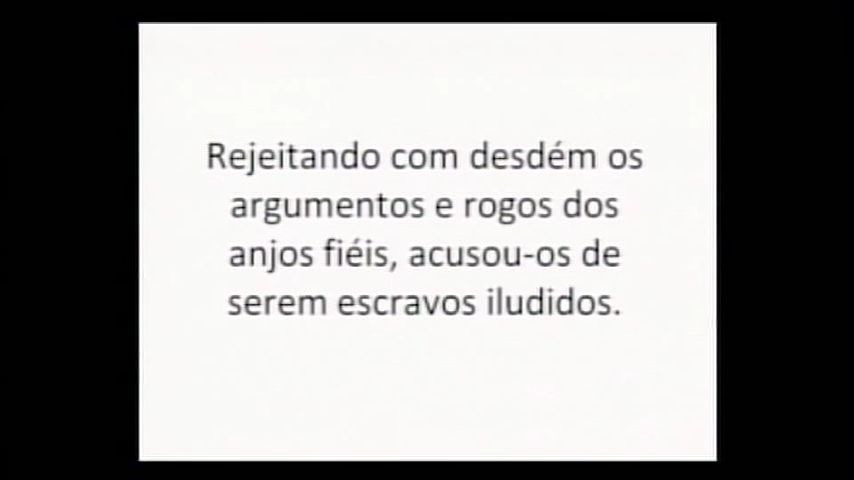 Rejeitando com desdém os
argumentos e rogos dos
anjos fiéis, acusou-os de
serem escravos iludidos.